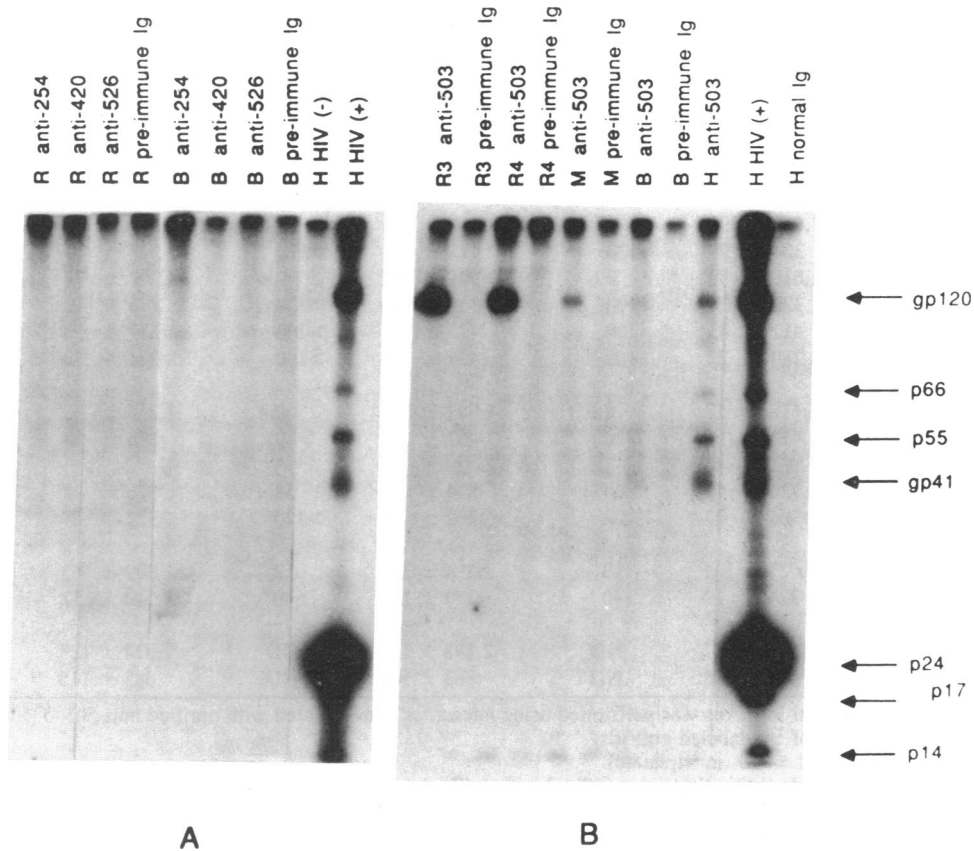 R anti-254
R anti-420
R anti-526
R pre-immune Ig
B anti-254
B anti-420
B anti-526
B pre-immune Ig
H HIV (-)
H HIV (+)
R3 anti-503
R3 pre-immune Ig
R4 anti-503
R4 pre-immune Ig
M anti-503
M pre-immune Ig
B anti-503
B pre-immune Ig
H anti-503
H HIV (+)
H normal Ig
gp120
p66
p55
gp41
p24
p17
p14
A
B